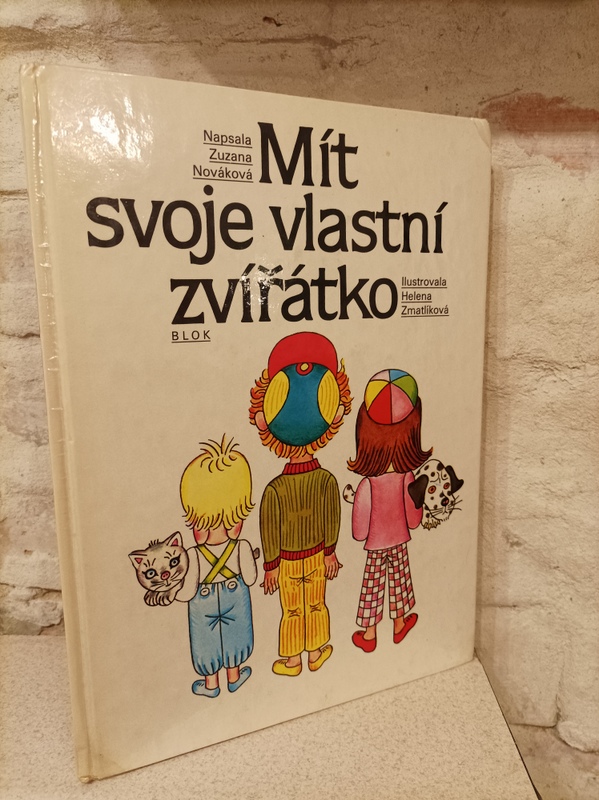 Napsala
Zuzana
Nováková
Mít
svoje vlastní
zvířátko
Ilustrovala
Helena
Zmatlíková
BLOK